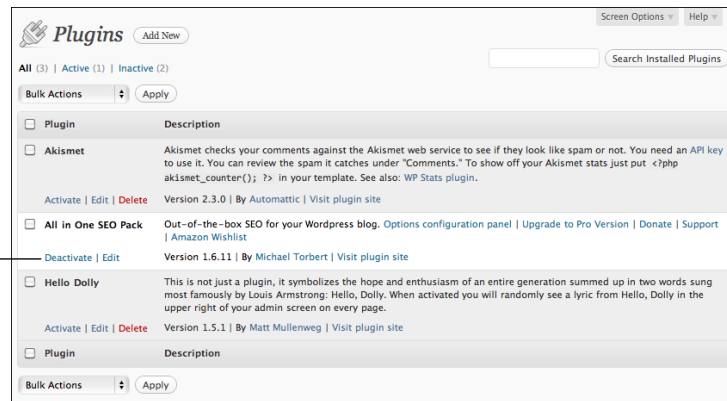 Screen Options Help
Plugins Add New
Search Installed Plugins
All (3) | Active (1) | Inactive (2)
Bulk Actions Apply
Plugin Description
Akismet Akismet checks your comments against the Akismet web service to see if they look like spam or not. You need an API key
to use it. You can review the spam it catches under "Comments." To show off your Akismet stats just put <?php
akismet_counter(); ?> in your template. See also: WP Stats plugin.
Activate | Edit | Delete Version 2.3.0 | By Automattic | Visit plugin site
All in One SEO Pack Out-of-the-box SEO for your Wordpress blog. Options configuration panel | Upgrade to Pro Version | Donate | Support
| Amazon Wishlist
Deactivate | Edit Version 1.6.11 | By Michael Torbert | Visit plugin site
Hello Dolly This is not just a plugin, it symbolizes the hope and enthusiasm of an entire generation summed up in two words sung
most famously by Louis Armstrong: Hello, Dolly. When activated you will randomly see a lyric from Hello, Dolly in the
upper right of your admin screen on every page.
Activate | Edit | Delete Version 1.5.1 | By Matt Mullenweg | Visit plugin site
Plugin Description
Bulk Actions Apply